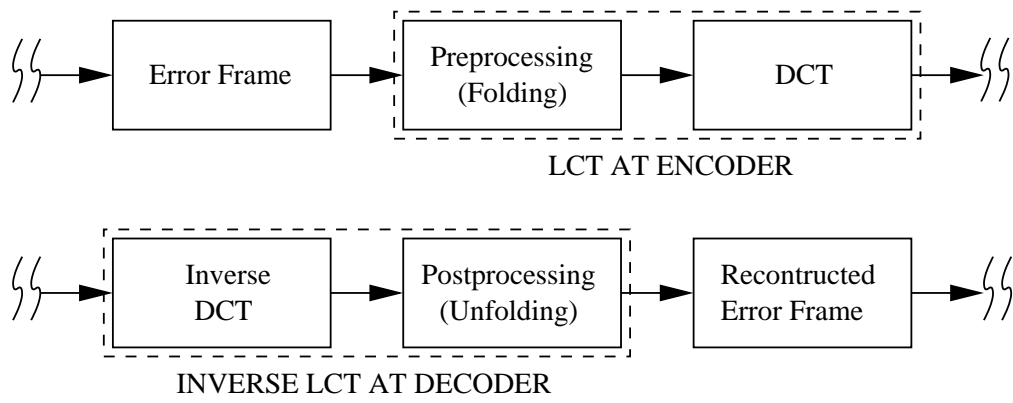 Error Frame
Preprocessing
(Folding)
DCT
LCT AT ENCODER
Inverse
DCT
Postprocessing
(Unfolding)
Recontructed
Error Frame
INVERSE LCT AT DECODER